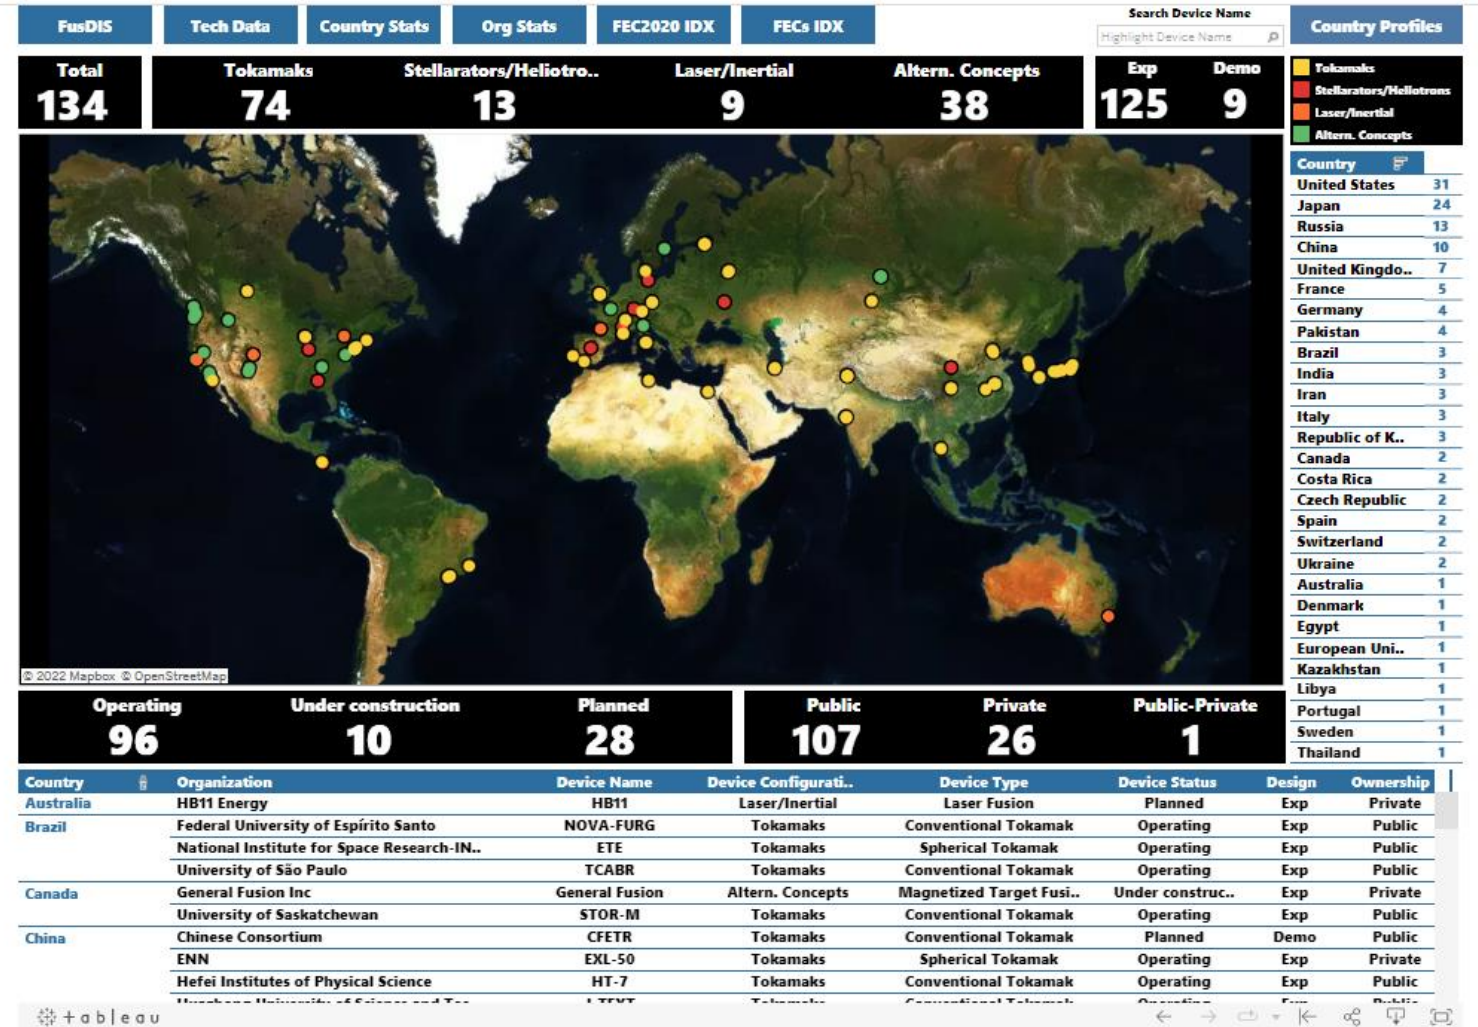 FusDIS Tech Data Country Stats Org Stats FEC2020 IDX FECs IDX
Search Device Name
Highlight Device Name
Country Profiles
Total Tokamaks Stellarators/Heliotro.. Laser/Inertial Altern. Concepts Exp Demo
134 74 13 9 38 125 9
Tokamaks
Stellarators/Heliotrons
Laser/Inertial
Altern. Concepts
Country
United States 31
Japan 24
Russia 13
China 10
United Kingdo.. 7
France 5
Germany 4
Pakistan 4
Brazil 3
India 3
Iran 3
Italy 3
Republic of K.. 3
Canada 2
Costa Rica 2
Czech Republic 2
Spain 2
Switzerland 2
Ukraine 2
Australia 1
Denmark 1
Egypt 1
European Uni.. 1
Kazakhstan 1
Libya 1
Portugal 1
Sweden 1
Thailand 1
© 2022 Mapbox © OpenStreetMap
Operating Under construction Planned Public Private Public-Private
96 10 28 107 26 1
Country Organization Device Name Device Configurati.. Device Type Device Status Design Ownership
Australia HB11 Energy HB11 Laser/Inertial Laser Fusion Planned Exp Private
Brazil Federal University of Espírito Santo NOVA-FURG Tokamaks Conventional Tokamak Operating Exp Public
National Institute for Space Research-IN.. ETE Tokamaks Spherical Tokamak Operating Exp Public
University of São Paulo TCABR Tokamaks Conventional Tokamak Operating Exp Public
Canada General Fusion Inc General Fusion Altern. Concepts Magnetized Target Fusi.. Under construc.. Exp Private
University of Saskatchewan STOR-M Tokamaks Conventional Tokamak Operating Exp Public
China Chinese Consortium CFETR Tokamaks Conventional Tokamak Planned Demo Public
ENN EXL-50 Tokamaks Spherical Tokamak Operating Exp Private
Hefei Institutes of Physical Science HT-7 Tokamaks Conventional Tokamak Operating Exp Public
+ableau